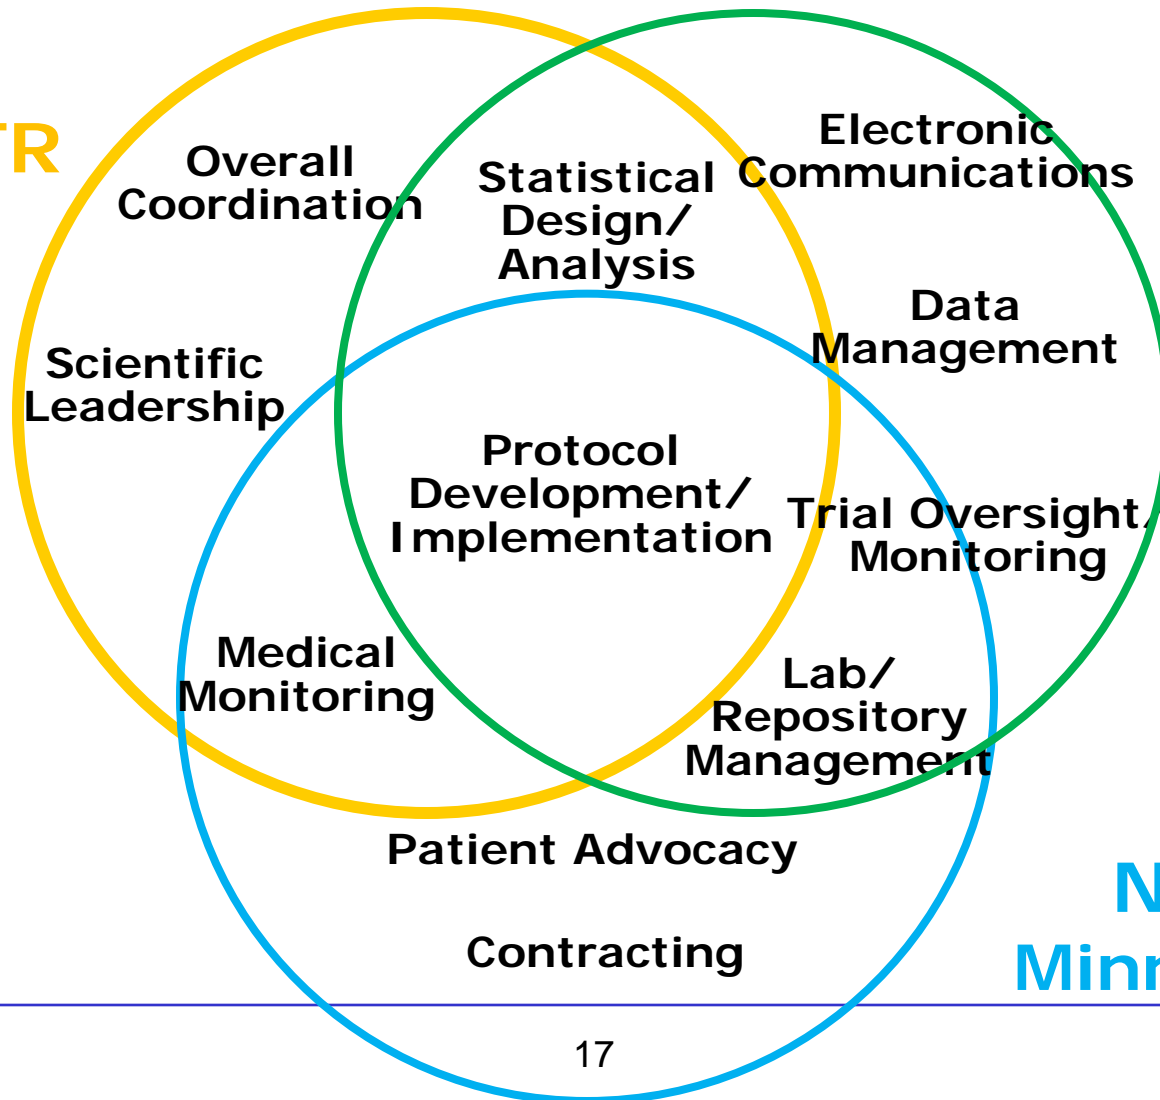 TR
Overall
Coordination
Statistical
Design/
Analysis
Electronic
Communications
Data
Management
Scientific
Leadership
Protocol
Development/
Implementation
Trial Oversight/
Monitoring
Medical
Monitoring
Lab/
Repository
Management
Patient Advocacy
Contracting
N
Minn
17